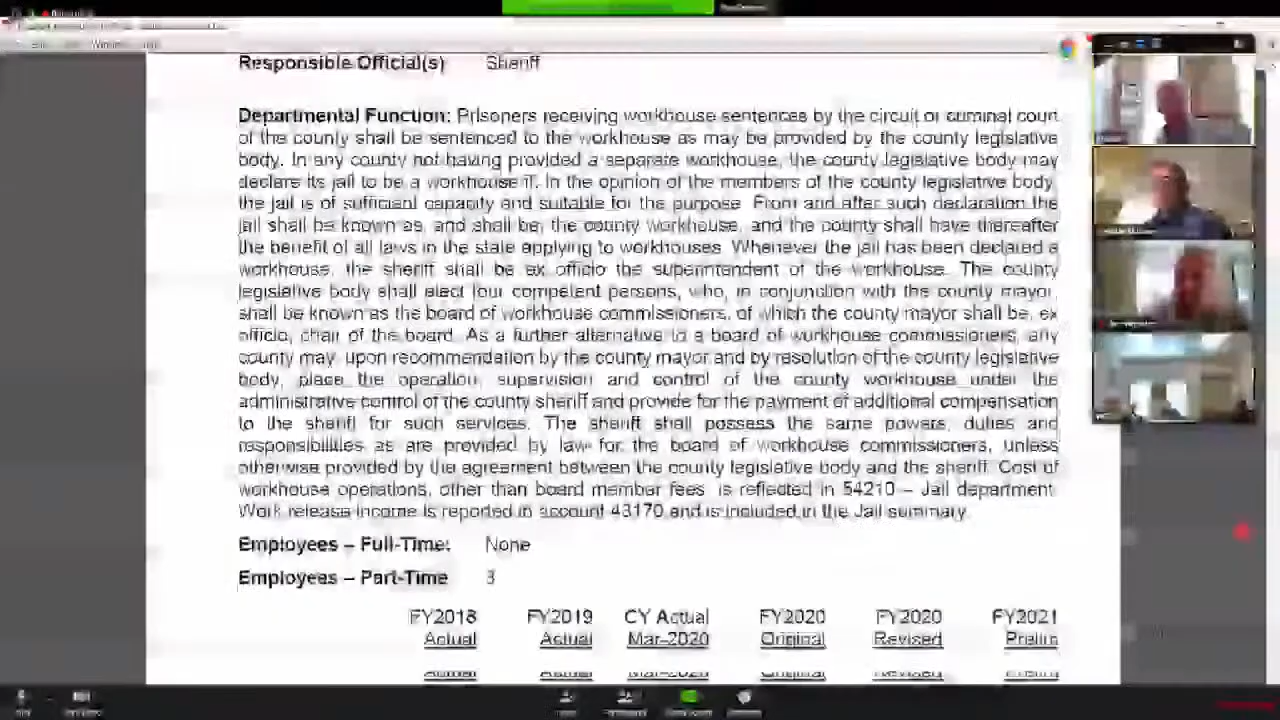 Responsible Official(s) Sheriff
Departmental Function: Prisoners receiving workhouse sentences by the circuit or criminal court
of the county shall be sentenced to the workhouse as may be provided by the county legislative
body. In any county not having provided a separate workhouse, the county legislative body may
declare its jail to be a workhouse if, in the opinion of the members of the county legislative body,
the jail is of sufficient capacity and suitable for the purpose. From and after such declaration the
jail shall be known as, and shall be, the county workhouse, and the county shall have thereafter
the benefit of all laws in the state applying to workhouses. Whenever the jail has been declared a
workhouse, the sheriff shall be ex officio the superintendent of the workhouse. The county
legislative body shall elect four competent persons, who, in conjunction with the county mayor,
shall be known as the board of workhouse commissioners, of which the county mayor shall be, ex
officio, chair of the board. As a further alternative to a board of workhouse commissioners, any
county may, upon recommendation by the county mayor and by resolution of the county legislative
body, place the operation, supervision and control of the county workhouse under the
administrative control of the county sheriff and provide for the payment of additional compensation
to the sheriff for such services. The sheriff shall possess the same powers, duties and
responsibilities as are provided by law for the board of workhouse commissioners, unless
otherwise provided by the agreement between the county legislative body and the sheriff. Cost of
workhouse operations, other than board member fees, is reflected in 54210 – Jail department.
Work release income is reported in account 43170 and is included in the Jail summary.
Employees – Full-Time: None
Employees – Part-Time 3
FY2018 FY2019 CY Actual FY2020 FY2020 FY2021
Actual Actual Mar-2020 Original Revised Prelim
Actual Actual Mar-2020 Original Revised Prelim